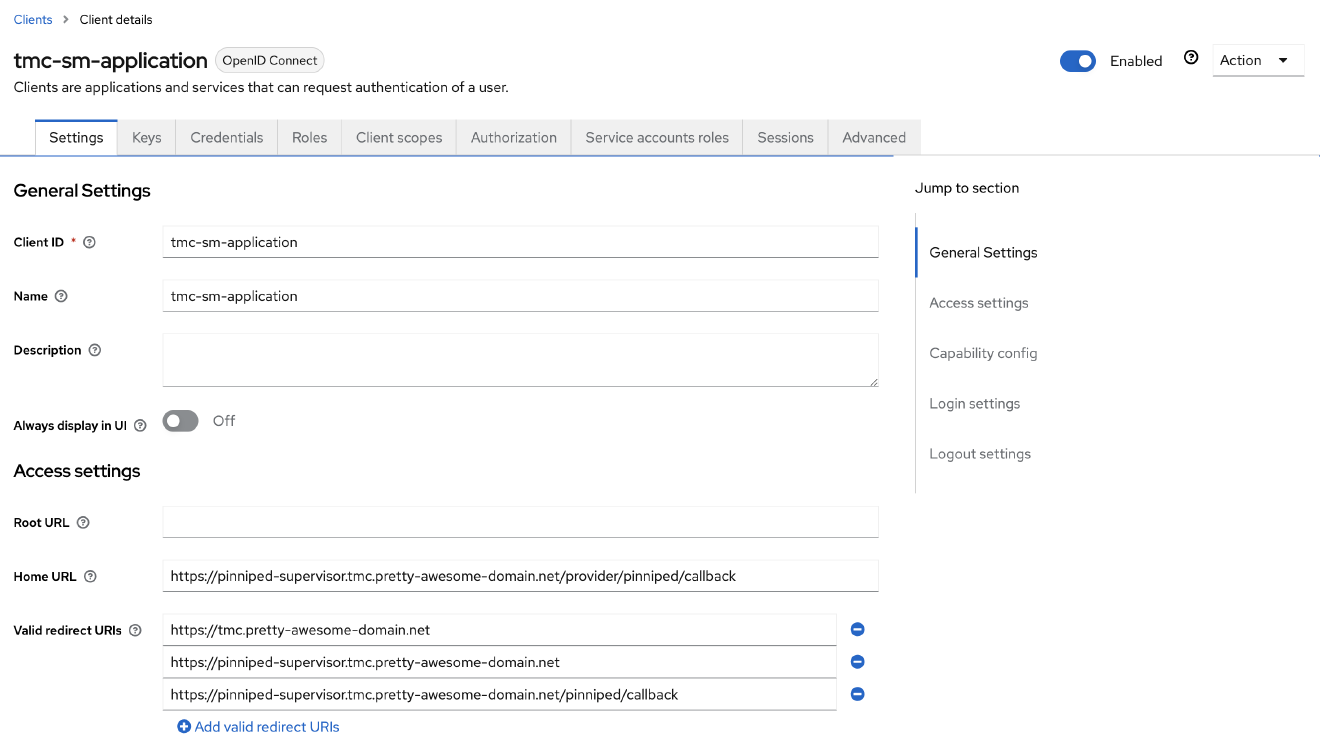 Clients > Client details
tmc-sm-application OpenID Connect
Enabled Action
Clients are applications and services that can request authentication of a user.
Settings Keys Credentials Roles Client scopes Authorization Service accounts roles Sessions Advanced
General Settings
Client ID * tmc-sm-application
Name tmc-sm-application
Description
Always display in UI Off
Access settings
Root URL
Home URL https://pinniped-supervisor.tmc.pretty-awesome-domain.net/provider/pinniped/callback
Valid redirect URIs https://tmc.pretty-awesome-domain.net
https://pinniped-supervisor.tmc.pretty-awesome-domain.net
https://pinniped-supervisor.tmc.pretty-awesome-domain.net/pinniped/callback
Add valid redirect URIs
Jump to section
General Settings
Access settings
Capability config
Login settings
Logout settings